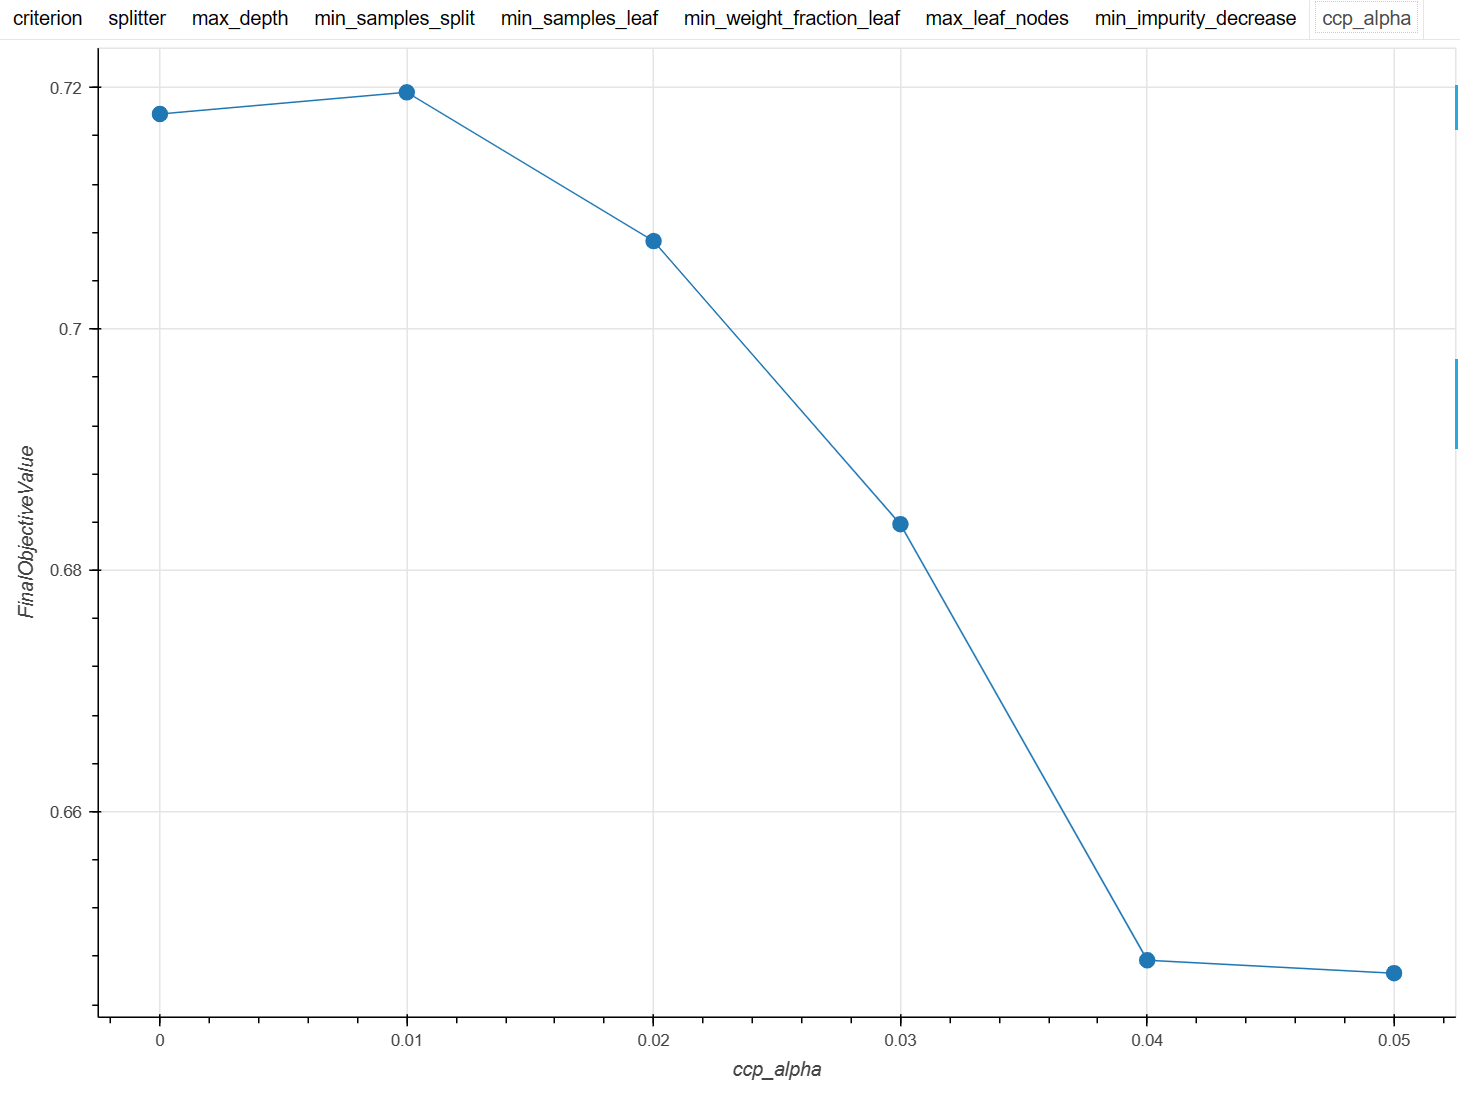 criterion splitter max_depth min_samples_split min_samples_leaf min_weight_fraction_leaf max_leaf_nodes min_impurity_decrease ccp_alpha
0.72
0.7
0.68
0.66
FinalObjectiveValue
0 0.01 0.02 0.03 0.04 0.05
ccp_alpha